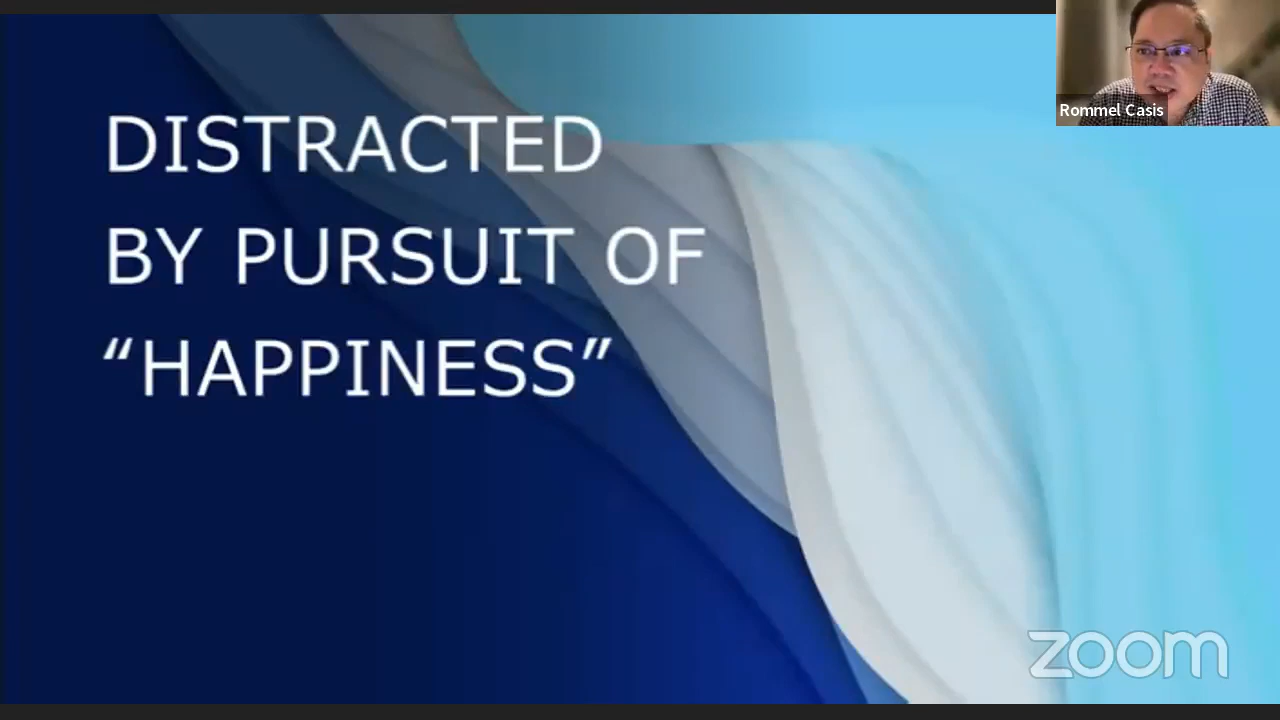 DISTRACTED
BY PURSUIT OF
“HAPPINESS”
Rommel Casis
zoom